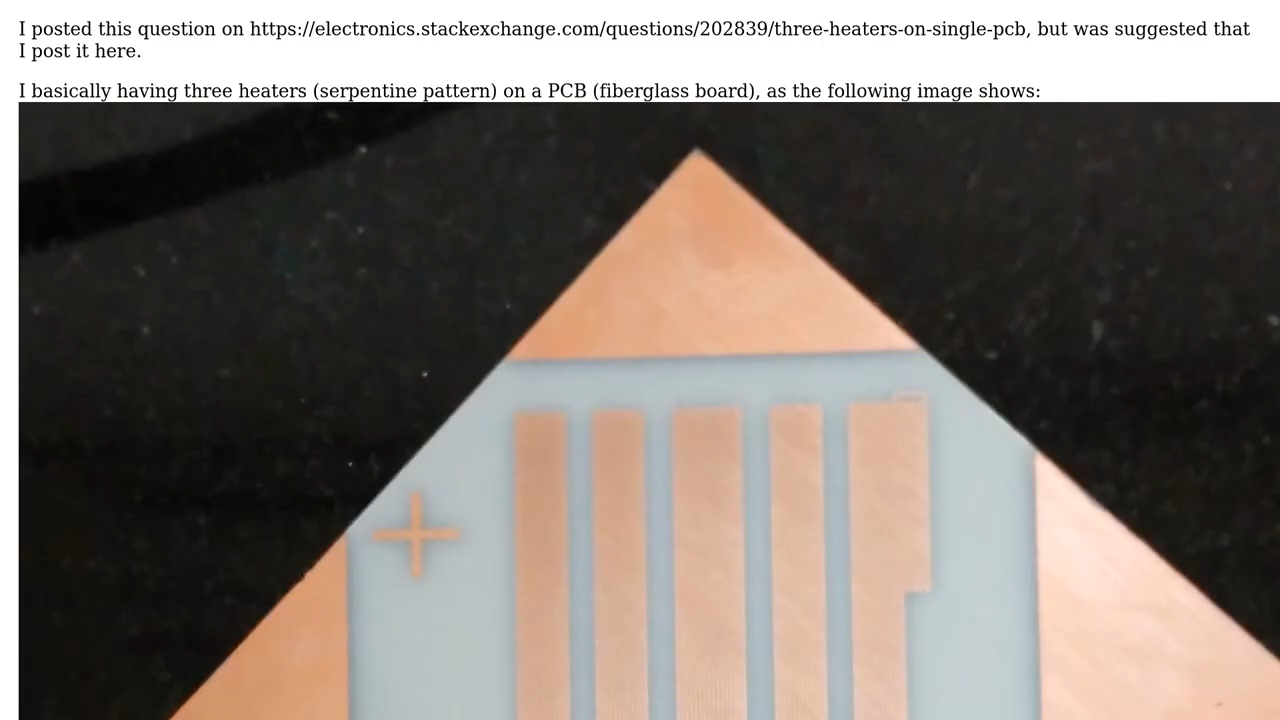 I posted this question on https://electronics.stackexchange.com/questions/202839/three-heaters-on-single-pcb, but was suggested that
I post it here.
I basically having three heaters (serpentine pattern) on a PCB (fiberglass board), as the following image shows: